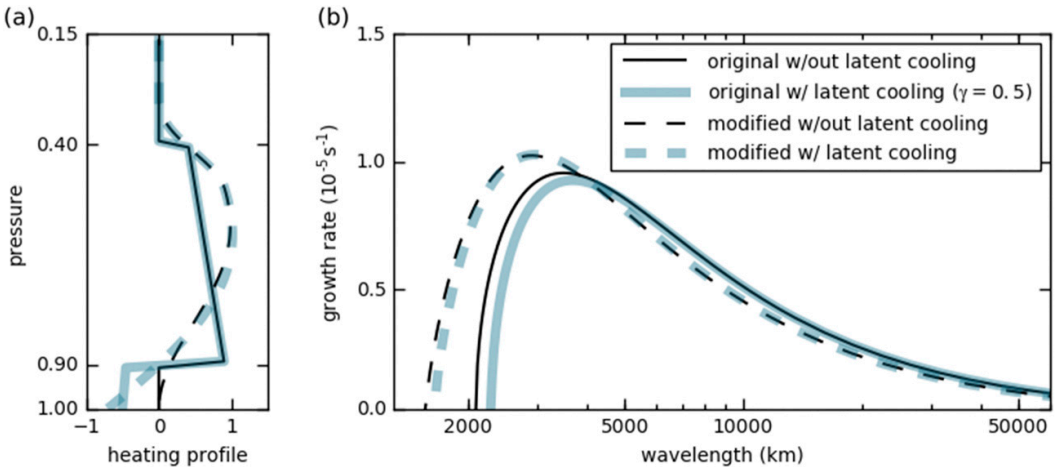 (a)
(b)
0.15
0.40
0.90
1.00
pressure
−1 0 1
heating profile
1.5
1.0
0.5
0.0
growth rate (10⁻⁵ s⁻¹)
original w/out latent cooling
original w/ latent cooling (γ = 0.5)
modified w/out latent cooling
modified w/ latent cooling
2000 5000 10000 50000
wavelength (km)